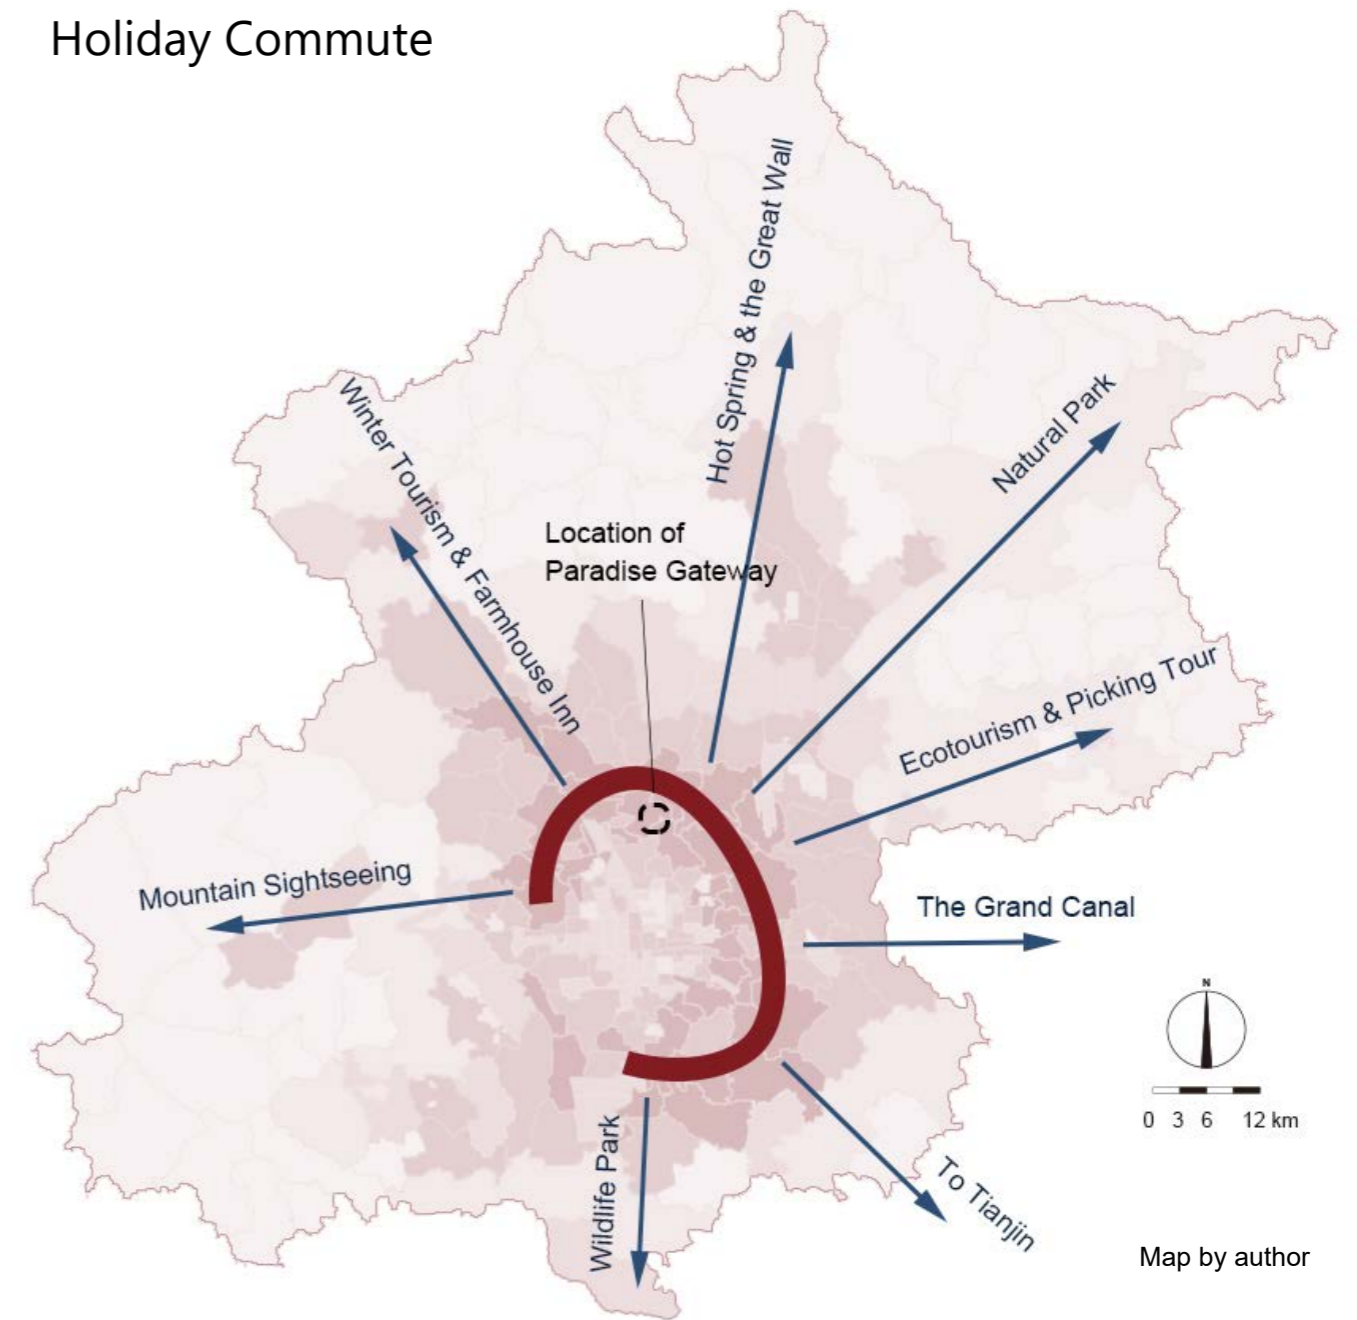 Holiday Commute
Hot Spring & the Great Wall
Winter Tourism & Farmhouse Inn
Natural Park
Location of
Paradise Gateway
Ecotourism & Picking Tour
Mountain Sightseeing
The Grand Canal
N
0 3 6 12 km
Wildlife Park
To Tianjin
Map by author